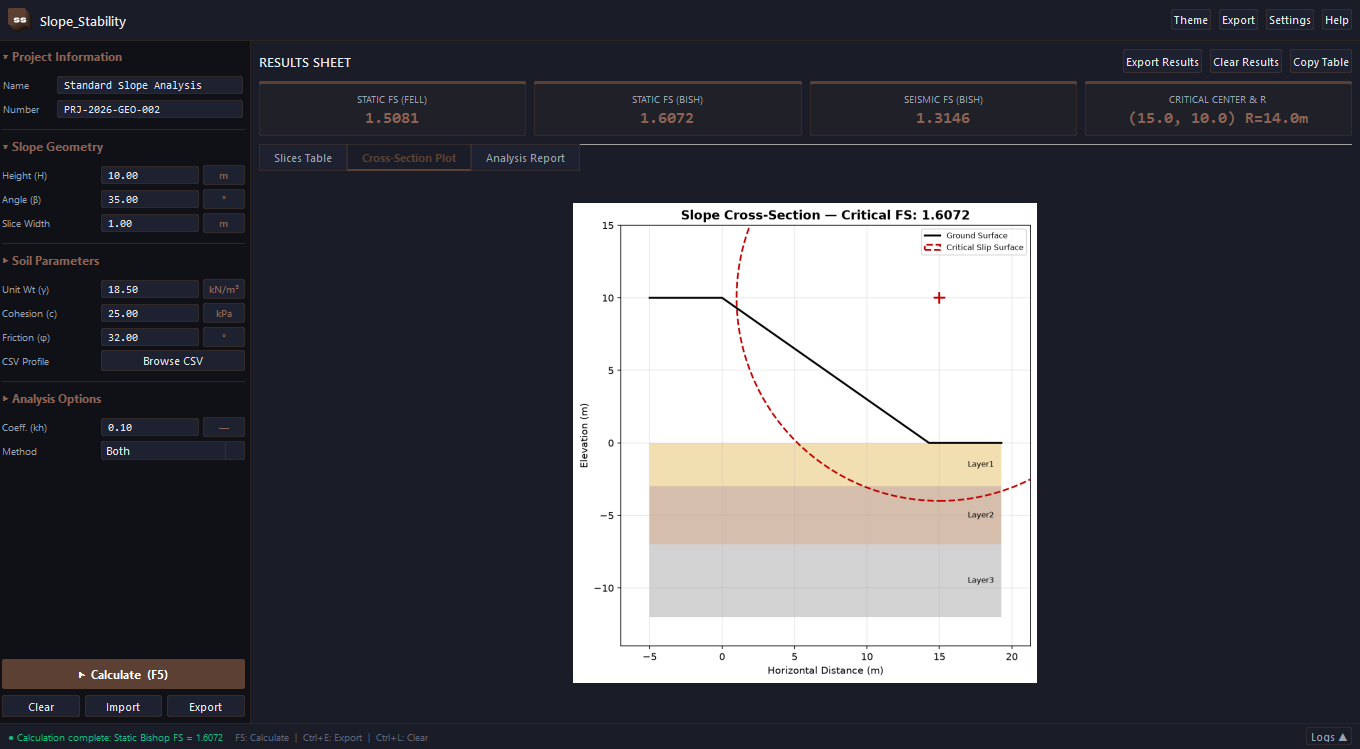 ss Slope_Stability Theme Export Settings Help
▾ Project Information
Name Standard Slope Analysis
Number PRJ-2026-GEO-002
▾ Slope Geometry
Height (H) 10.00 m
Angle (β) 35.00 °
Slice Width 1.00 m
▸ Soil Parameters
Unit Wt (γ) 18.50 kN/m³
Cohesion (c) 25.00 kPa
Friction (φ) 32.00 °
CSV Profile Browse CSV
▸ Analysis Options
Coeff. (kh) 0.10 —
Method Both
▸ Calculate (F5)
Clear Import Export
RESULTS SHEET Export Results Clear Results Copy Table
STATIC FS (FELL)
1.5081
STATIC FS (BISH)
1.6072
SEISMIC FS (BISH)
1.3146
CRITICAL CENTER & R
(15.0, 10.0) R=14.0m
Slices Table Cross-Section Plot Analysis Report
Slope Cross-Section — Critical FS: 1.6072
Ground Surface
Critical Slip Surface
15
10
5
0
−5
−10
Elevation (m)
Layer1
Layer2
Layer3
−5 0 5 10 15 20
Horizontal Distance (m)
● Calculation complete: Static Bishop FS = 1.6072 F5: Calculate | Ctrl+E: Export | Ctrl+L: Clear Logs ▲